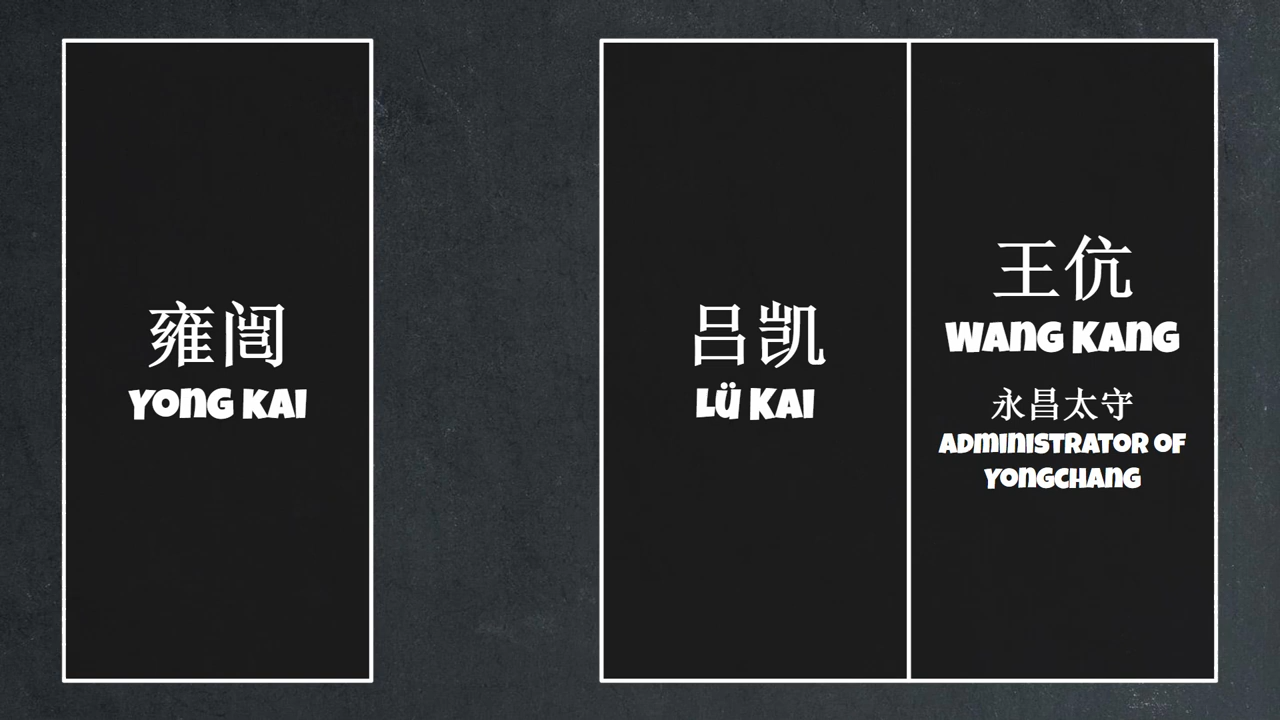 雍闿
YONG KAI
吕凯
LÜ KAI
王伉
WANG KANG
永昌太守
ADMINISTRATOR OF
YONGCHANG